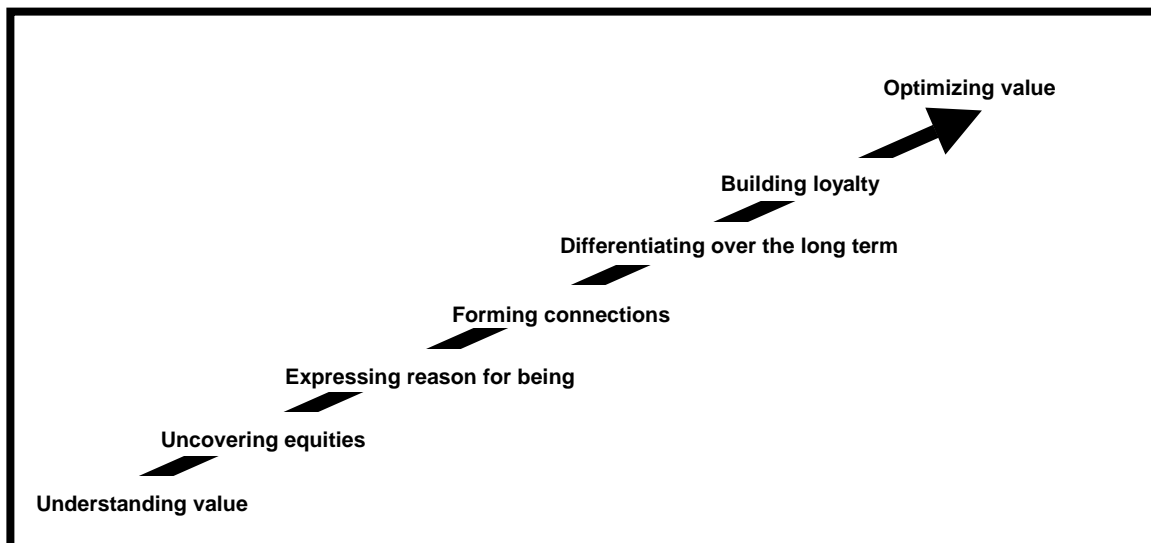 Optimizing value
Building loyalty
Differentiating over the long term
Forming connections
Expressing reason for being
Uncovering equities
Understanding value